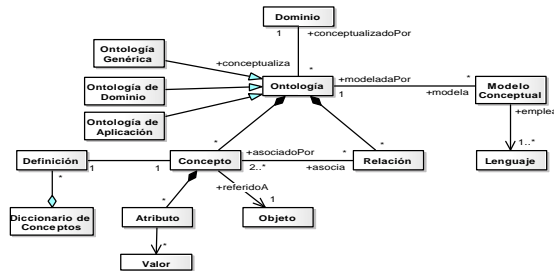 Dominio
1
+conceptualizadoPor
Ontología
Genérica
+conceptualiza
*
Ontología de
Dominio
Ontología
+modeladaPor
*
1
+modela
Modelo
Conceptual
Ontología de
Aplicación
+emplea
*
*
1..*
Definición
1
1
Concepto
+asociadoPor
2..*
*
+asocia
Relación
Lenguaje
*
*
+referidoA
1
Diccionario de
Conceptos
Atributo
Objeto
*
Valor